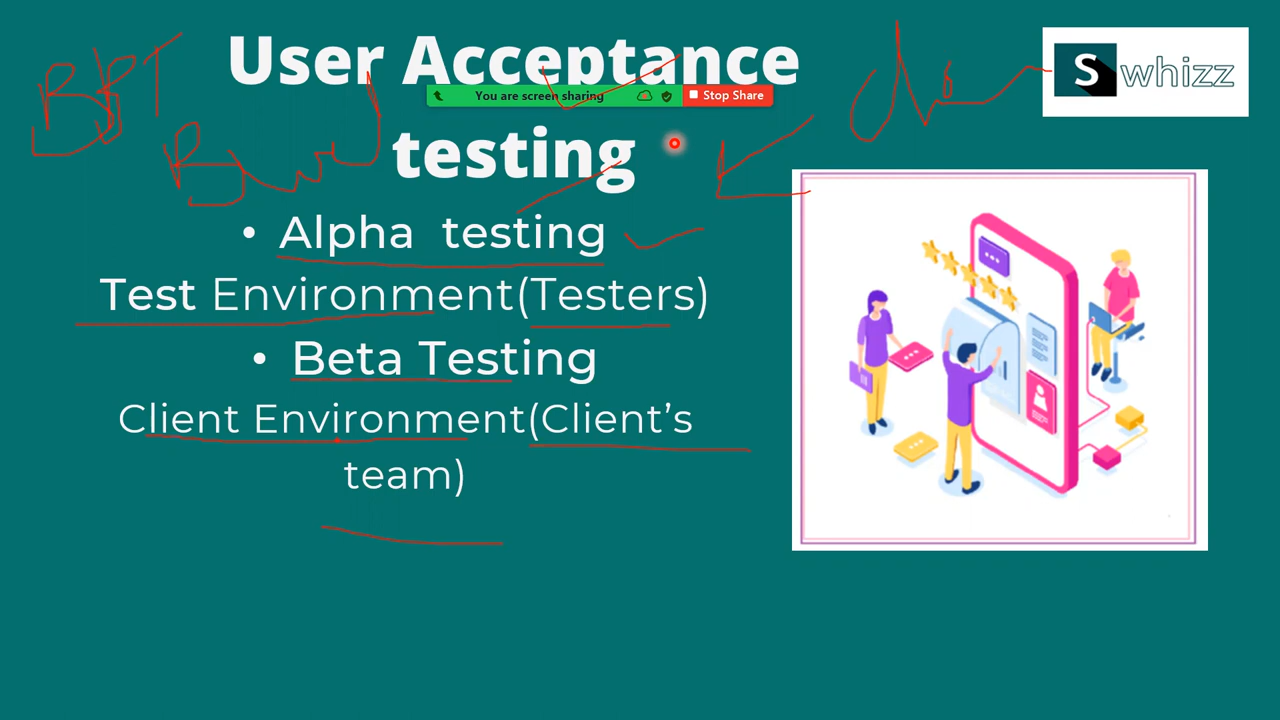 User Acceptance
You are screen sharing
Stop Share
testing
S whizz
BBT
• Alpha testing
Test Environment(Testers)
• Beta Testing
Client Environment(Client's
team)